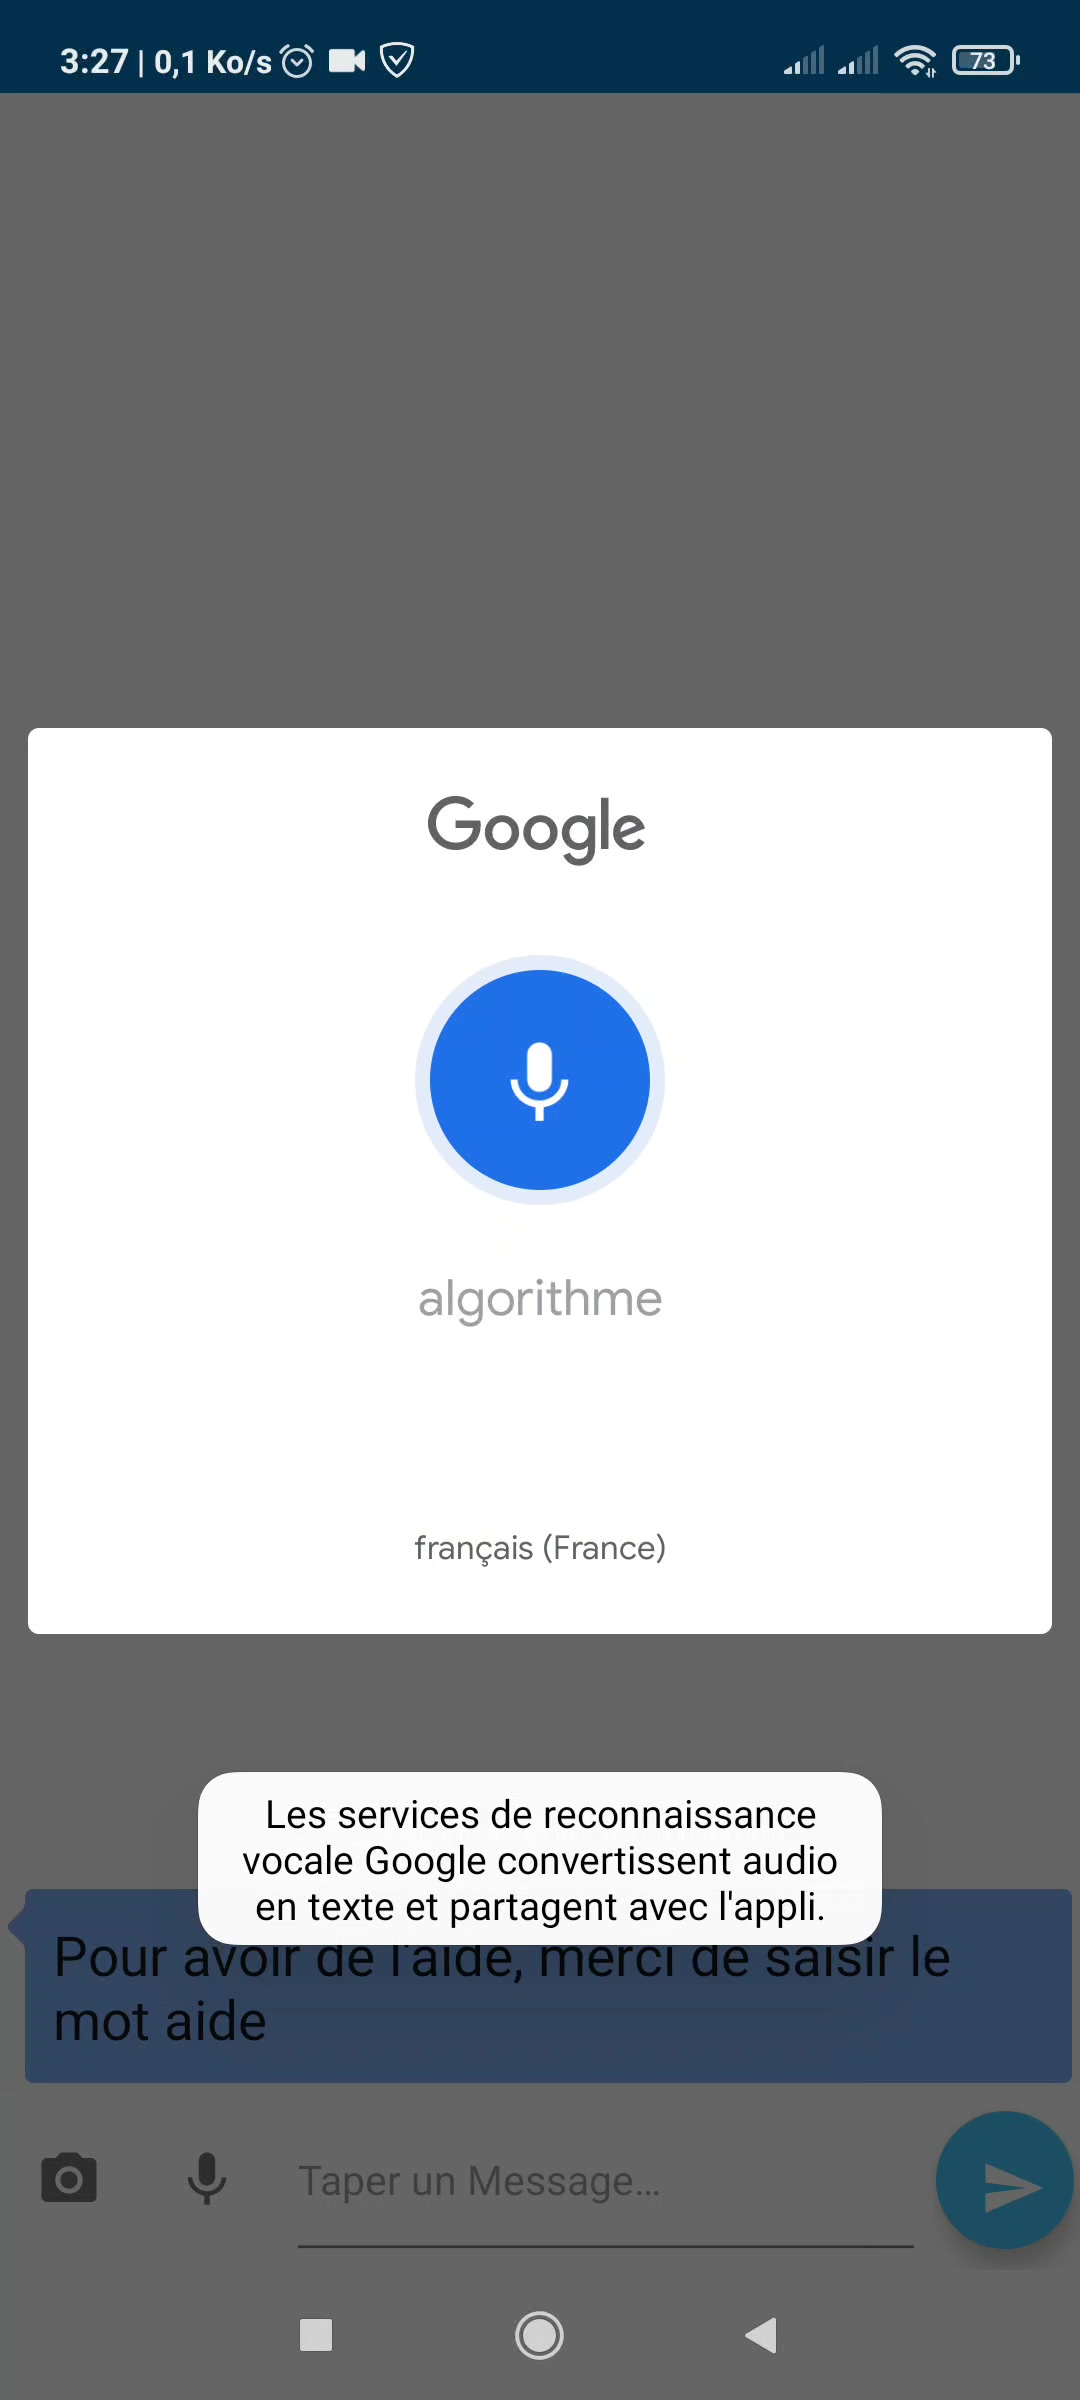 3:27 | 0,1 Ko/s
73
Google
algorithme
français (France)
Les services de reconnaissance
vocale Google convertissent audio
en texte et partagent avec l'appli.
Pour avoir de l'aide, merci de saisir le
mot aide
Taper un Message...